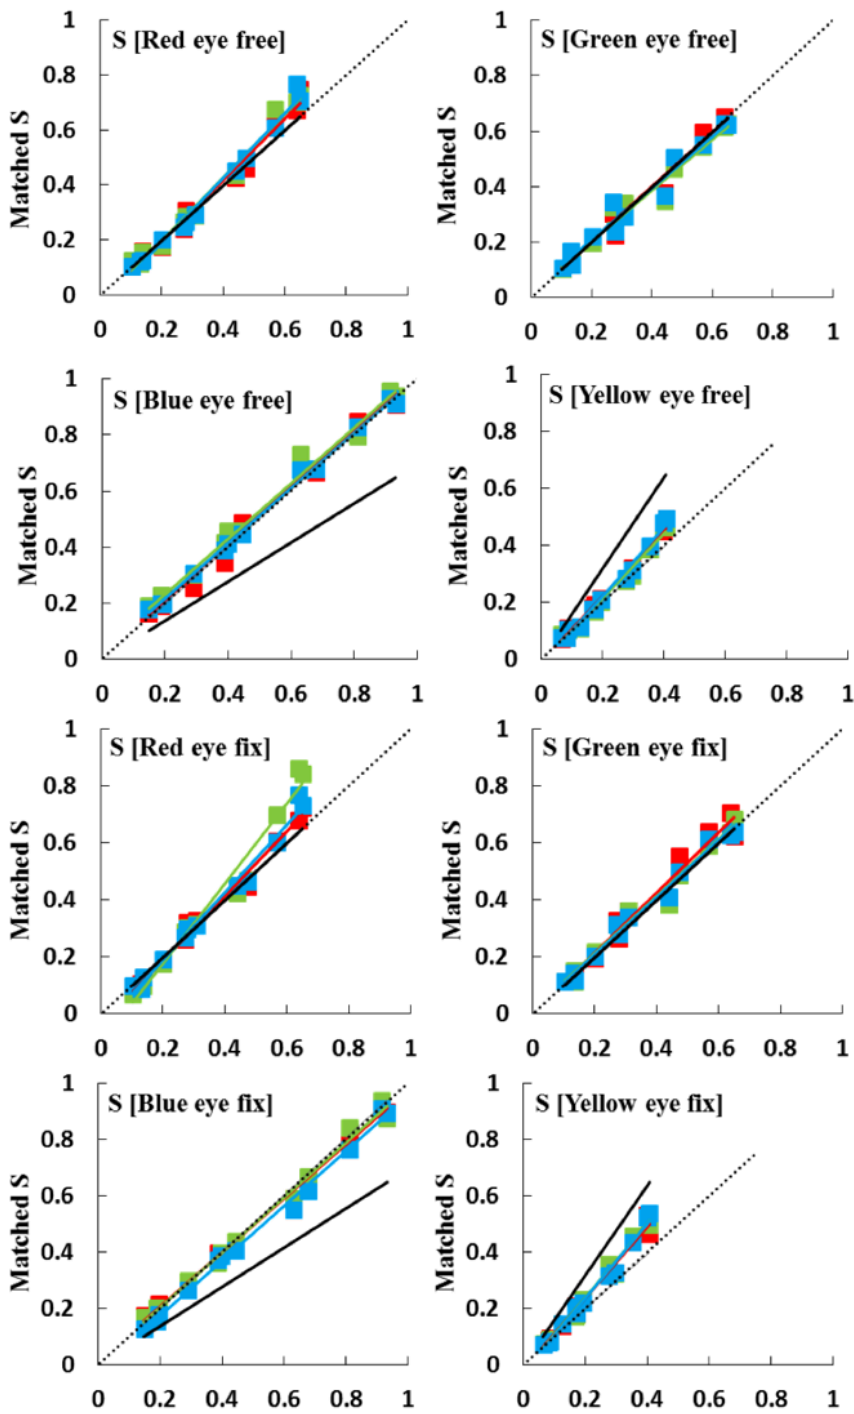 S [Red eye free]
Matched S
1
0.8
0.6
0.4
0.2
0
0 0.2 0.4 0.6 0.8 1
S [Green eye free]
Matched S
1
0.8
0.6
0.4
0.2
0
0 0.2 0.4 0.6 0.8 1
S [Blue eye free]
Matched S
1
0.8
0.6
0.4
0.2
0
0 0.2 0.4 0.6 0.8 1
S [Yellow eye free]
Matched S
1
0.8
0.6
0.4
0.2
0
0 0.2 0.4 0.6 0.8 1
S [Red eye fix]
Matched S
1
0.8
0.6
0.4
0.2
0
0 0.2 0.4 0.6 0.8 1
S [Green eye fix]
Matched S
1
0.8
0.6
0.4
0.2
0
0 0.2 0.4 0.6 0.8 1
S [Blue eye fix]
Matched S
1
0.8
0.6
0.4
0.2
0
0 0.2 0.4 0.6 0.8 1
S [Yellow eye fix]
Matched S
1
0.8
0.6
0.4
0.2
0
0 0.2 0.4 0.6 0.8 1